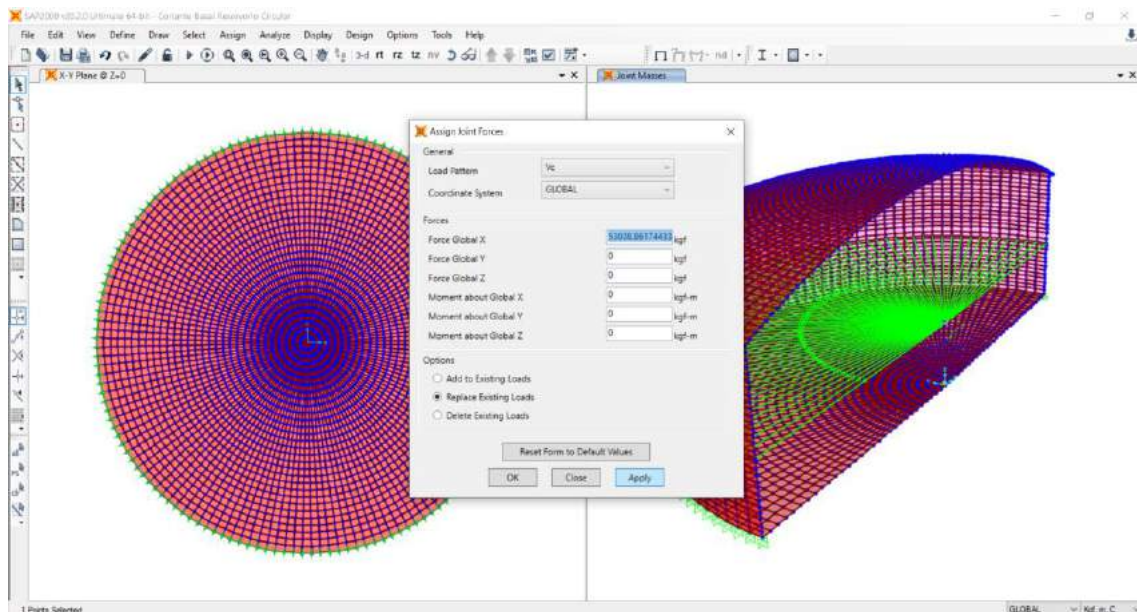 SAP2000 v20.2.0 Ultimate 64-bit - Cortante Basal Reservorio Circular
File Edit View Define Draw Select Assign Analyze Display Design Options Tools Help
3-d
X-Y Plane @ Z=0
Joint Masses
Assign Joint Forces
General
Load Pattern
Vc
Coordinate System
GLOBAL
Forces
Force Global X
kgf
Force Global Y
0 kgf
Force Global Z
0 kgf
Moment about Global X
0 kgf-m
Moment about Global Y
0 kgf-m
Moment about Global Z
0 kgf-m
Options
Add to Existing Loads
Replace Existing Loads
Delete Existing Loads
Reset Form to Default Values
OK Close Apply
1 Points Selected
GLOBAL
Kgf, m, C